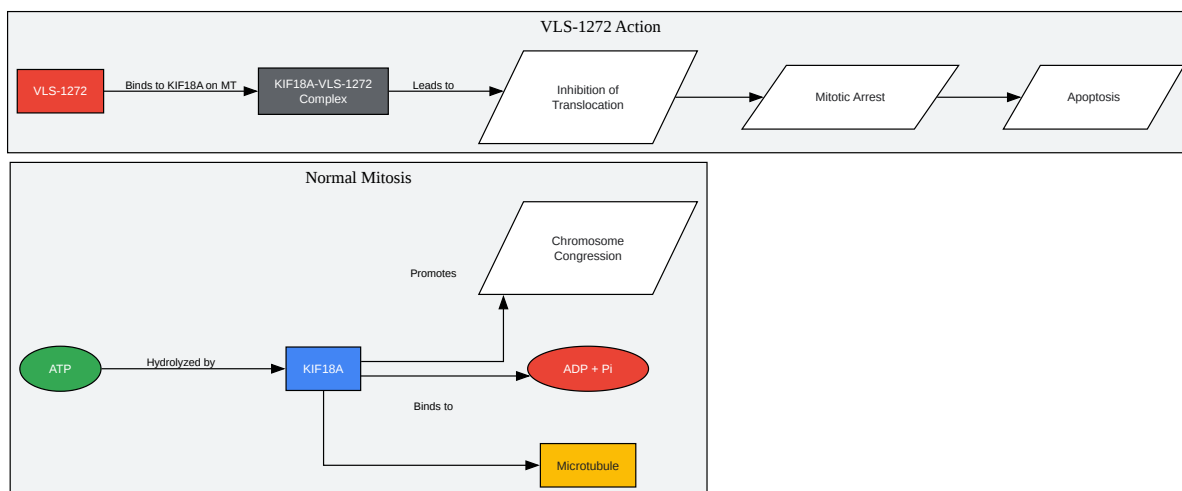 VLS-1272 Action
VLS-1272
Binds to KIF18A on MT
KIF18A-VLS-1272
Complex
Leads to
Inhibition of
Translocation
Mitotic Arrest
Apoptosis
Normal Mitosis
Chromosome
Congression
Promotes
ATP
Hydrolyzed by
KIF18A
ADP + Pi
Binds to
Microtubule